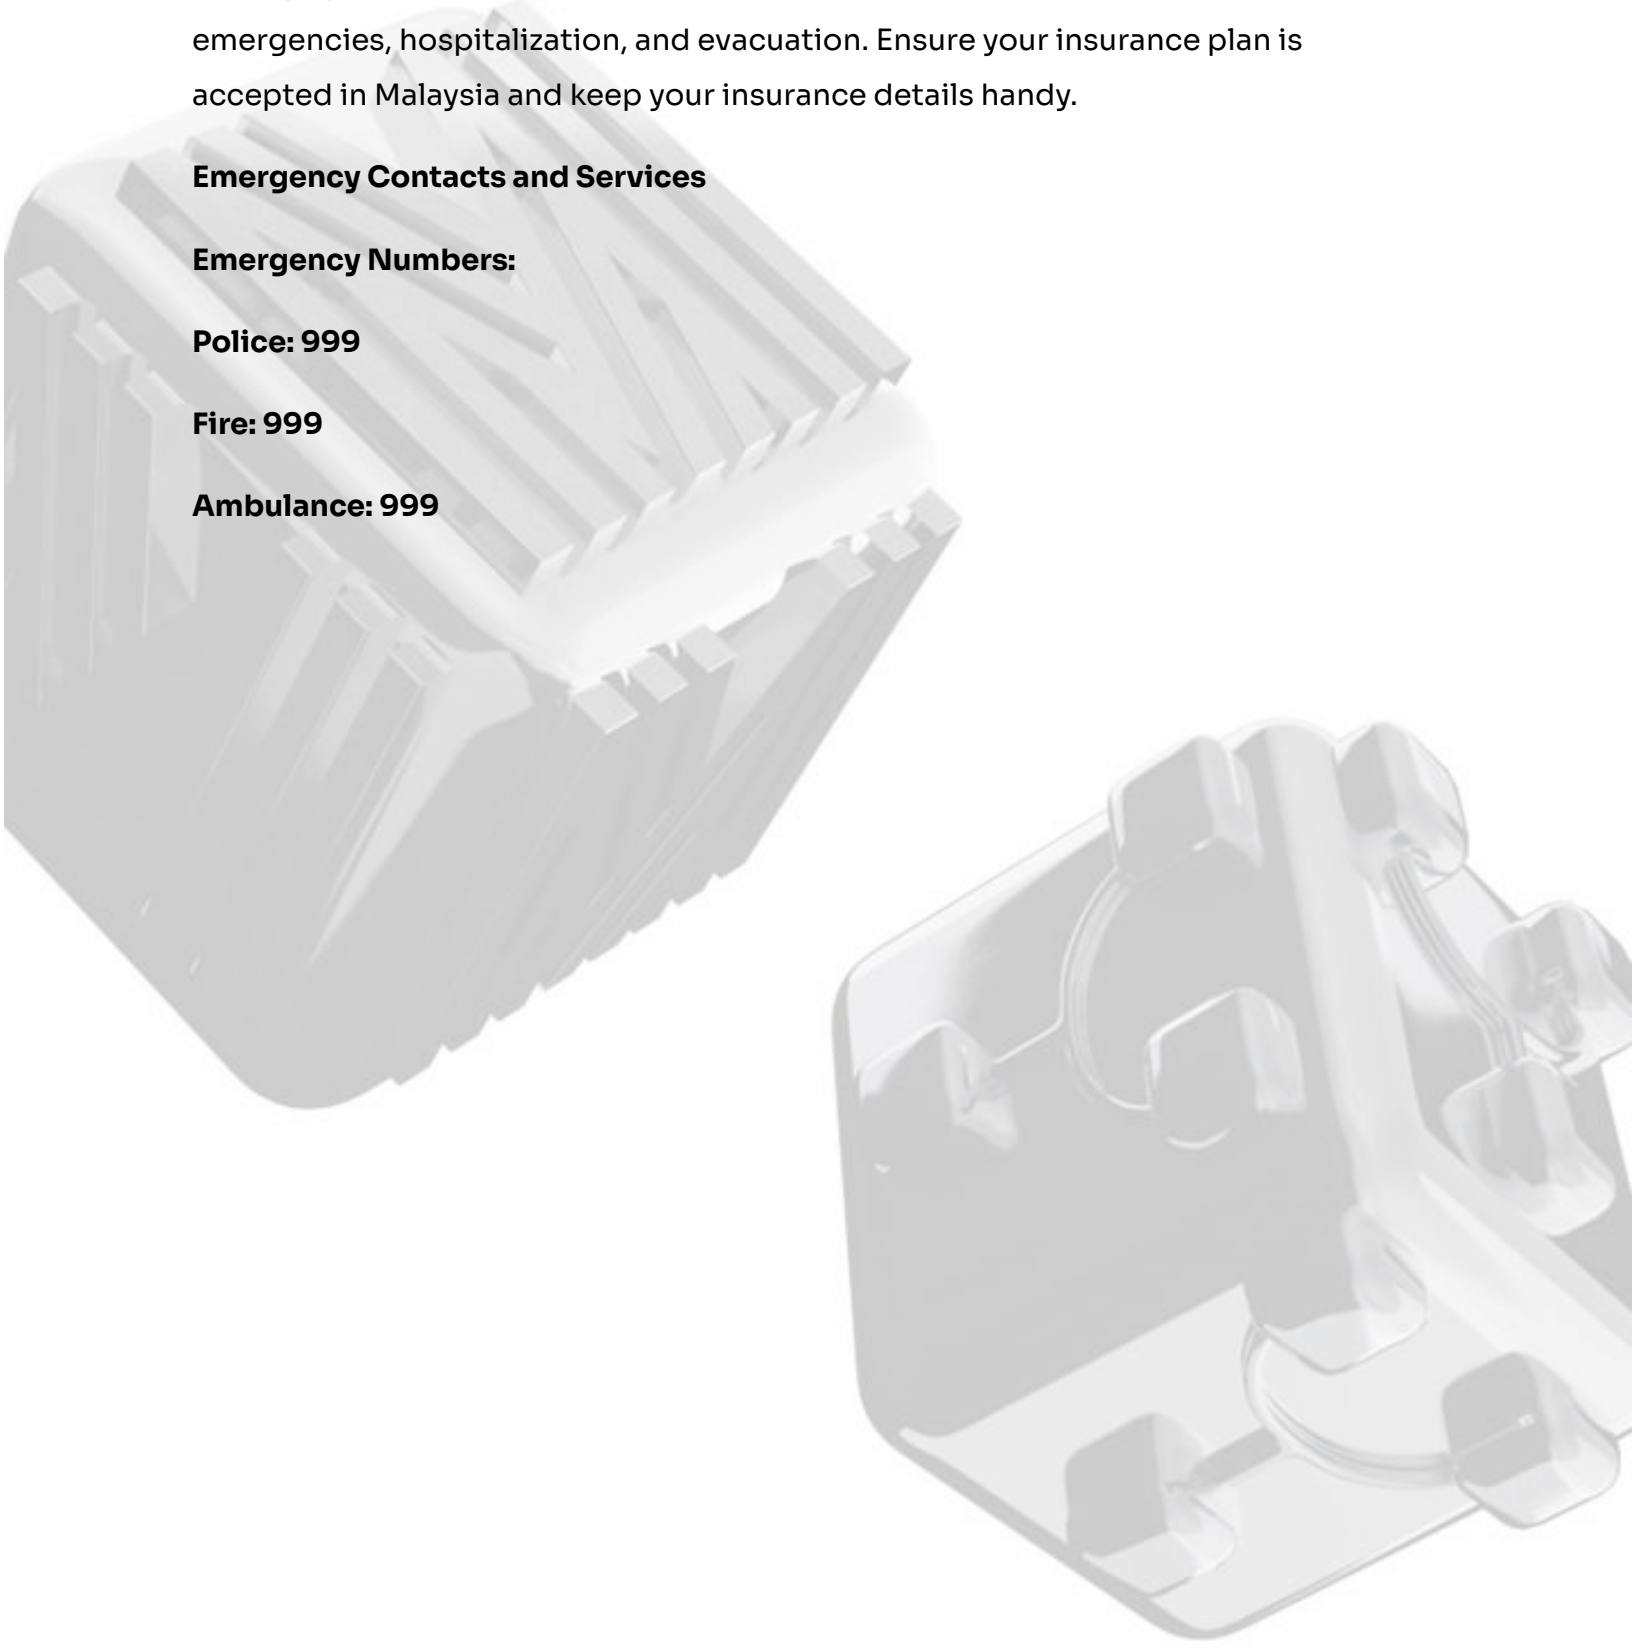 emergencies, hospitalization, and evacuation. Ensure your insurance plan is
accepted in Malaysia and keep your insurance details handy.
Emergency Contacts and Services
Emergency Numbers:
Police: 999
Fire: 999
Ambulance: 999